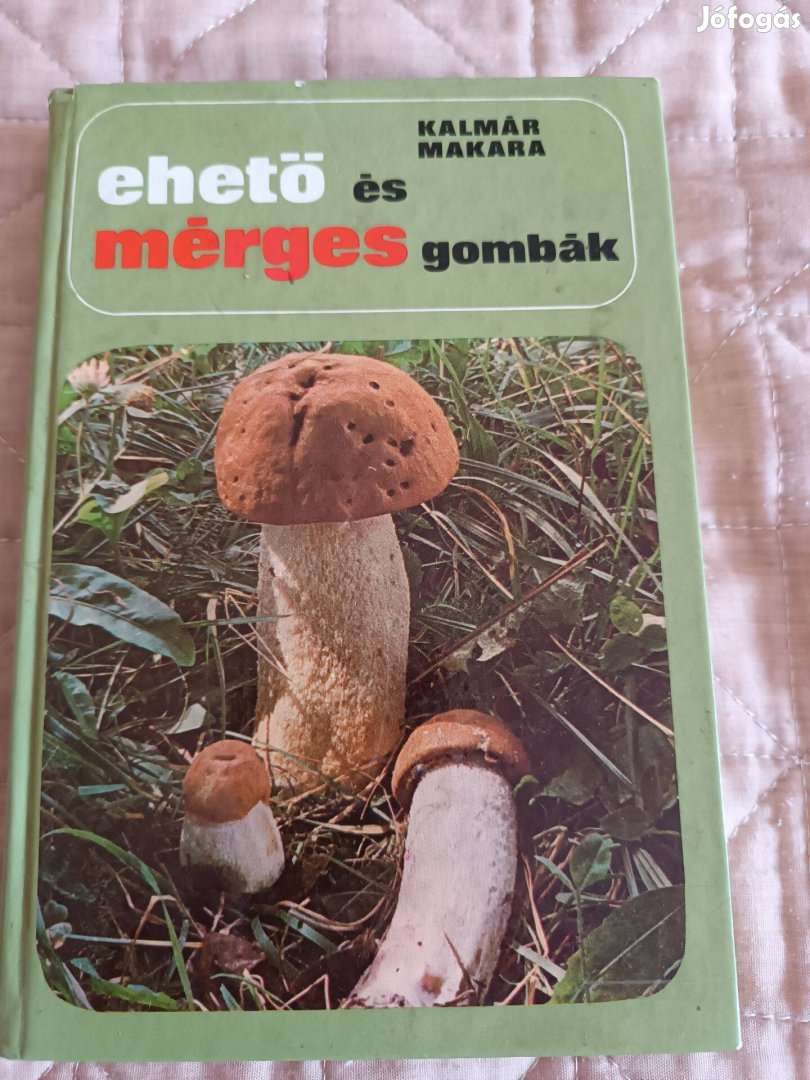 Jófogás
KALMÁR
MAKARA
ehető és
mérges gombák